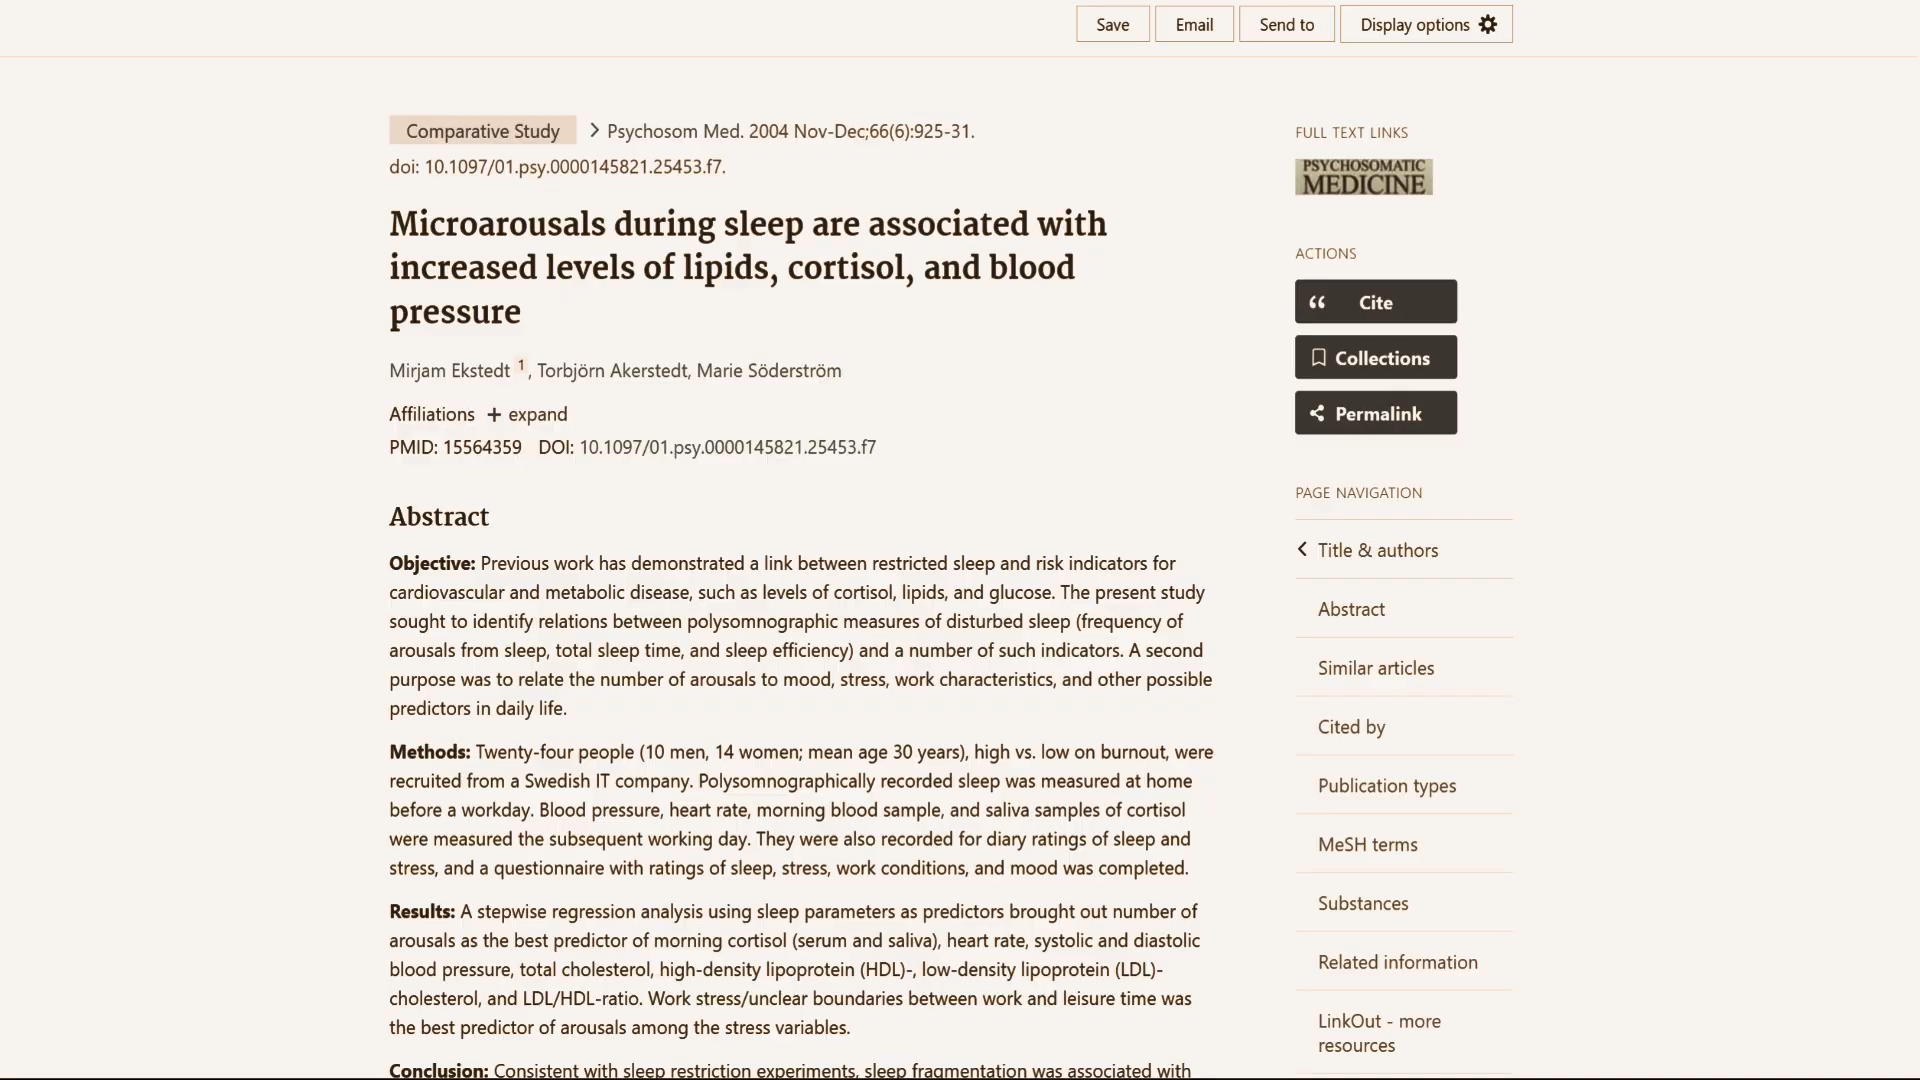 Save
Email
Send to
Display options
Comparative Study
Psychosom Med. 2004 Nov-Dec;66(6):925-31.
doi: 10.1097/01.psy.0000145821.25453.f7.
Microarousals during sleep are associated with
increased levels of lipids, cortisol, and blood
pressure
Mirjam Ekstedt 1, Torbjörn Akerstedt, Marie Söderström
Affiliations + expand
PMID: 15564359 DOI: 10.1097/01.psy.0000145821.25453.f7
Abstract
Objective: Previous work has demonstrated a link between restricted sleep and risk indicators for
cardiovascular and metabolic disease, such as levels of cortisol, lipids, and glucose. The present study
sought to identify relations between polysomnographic measures of disturbed sleep (frequency of
arousals from sleep, total sleep time, and sleep efficiency) and a number of such indicators. A second
purpose was to relate the number of arousals to mood, stress, work characteristics, and other possible
predictors in daily life.
Methods: Twenty-four people (10 men, 14 women; mean age 30 years), high vs. low on burnout, were
recruited from a Swedish IT company. Polysomnographically recorded sleep was measured at home
before a workday. Blood pressure, heart rate, morning blood sample, and saliva samples of cortisol
were measured the subsequent working day. They were also recorded for diary ratings of sleep and
stress, and a questionnaire with ratings of sleep, stress, work conditions, and mood was completed.
Results: A stepwise regression analysis using sleep parameters as predictors brought out number of
arousals as the best predictor of morning cortisol (serum and saliva), heart rate, systolic and diastolic
blood pressure, total cholesterol, high-density lipoprotein (HDL)-, low-density lipoprotein (LDL)-
cholesterol, and LDL/HDL-ratio. Work stress/unclear boundaries between work and leisure time was
the best predictor of arousals among the stress variables.
Conclusion: Consistent with sleep restriction experiments, sleep fragmentation was associated with
FULL TEXT LINKS
PSYCHOSOMATIC
MEDICINE
ACTIONS
Cite
Collections
Permalink
PAGE NAVIGATION
Title & authors
Abstract
Similar articles
Cited by
Publication types
MeSH terms
Substances
Related information
LinkOut - more
resources